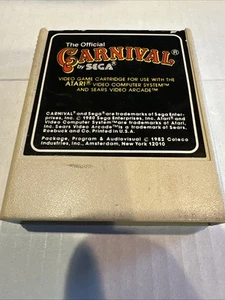 The Official
CARNIVAL®
by SEGA®
VIDEO GAME CARTRIDGE FOR USE WITH THE
ATARI® VIDEO COMPUTER SYSTEM™
AND SEARS VIDEO ARCADE™
CARNIVAL® and Sega® are trademarks of Sega Enter-
prises, Inc. © 1980 Sega Enterprises, Inc. Atari® and
Video Computer System™ are trademarks of Atari,
Inc. Sears Video Arcade™ is a trademark of Sears,
Roebuck and Co. Printed in U.S.A.
Package, Program & Audiovisual © 1982 Coleco
Industries, Inc., Amsterdam, New York 12010